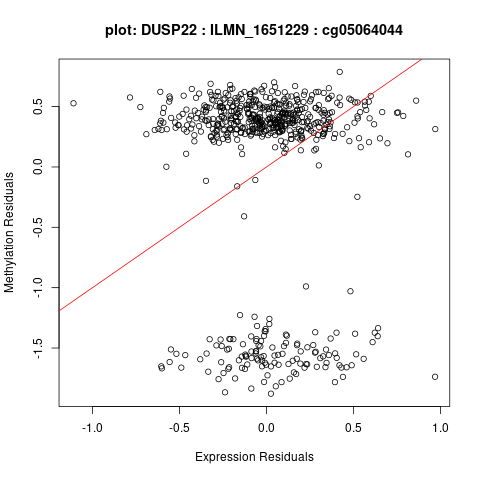 plot: DUSP22 : ILMN_1651229 : cg05064044
0.5
0.0
-0.5
-1.0
-1.5
Methylation Residuals
-1.0 -0.5 0.0 0.5 1.0
Expression Residuals